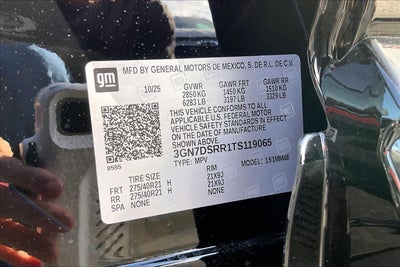 gm
MFD BY GENERAL MOTORS DE MEXICO, S. DE R.L. DE C.V.
10/25 GVWR GAWR FRT GAWR RR
2850 KG 1450 KG 1510 KG
6283 LB 3197 LB 3329 LB
THIS VEHICLE CONFORMS TO ALL
APPLICABLE U.S. FEDERAL MOTOR
VEHICLE SAFETY STANDARDS IN EFFECT
ON THE DATE OF MANUFACTURE
SHOWN ABOVE.
3GN7DSRR1TS119065
8565 TYPE: MPV MODEL: 1S1MM48
TIRE SIZE RIM
FRT 275/40R21 H 21X9J
RR 275/40R21 H 21X9J
SPA NONE NONE